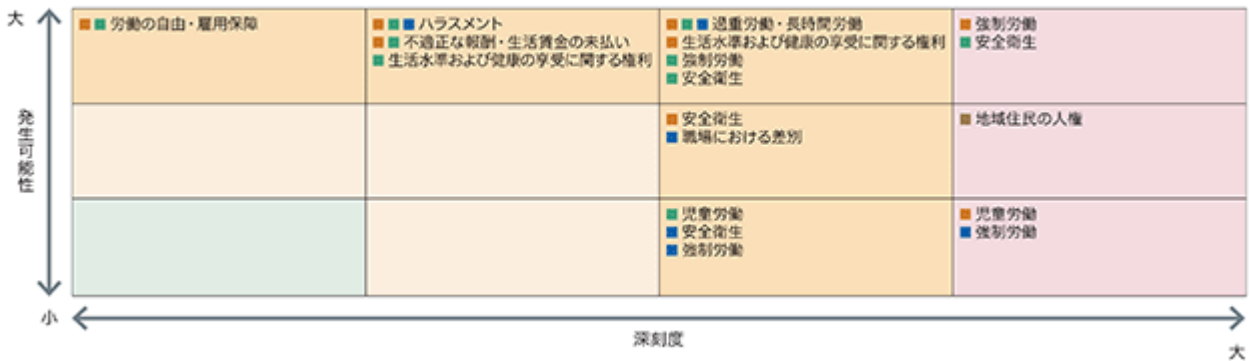 大
労働の自由・雇用保障
ハラスメント
不適正な報酬・生活賃金の未払い
生活水準および健康の享受に関する権利
過重労働・長時間労働
生活水準および健康の享受に関する権利
強制労働
安全衛生
強制労働
安全衛生
発生可能性
安全衛生
職場における差別
地域住民の人権
児童労働
安全衛生
強制労働
児童労働
強制労働
小
深刻度
大